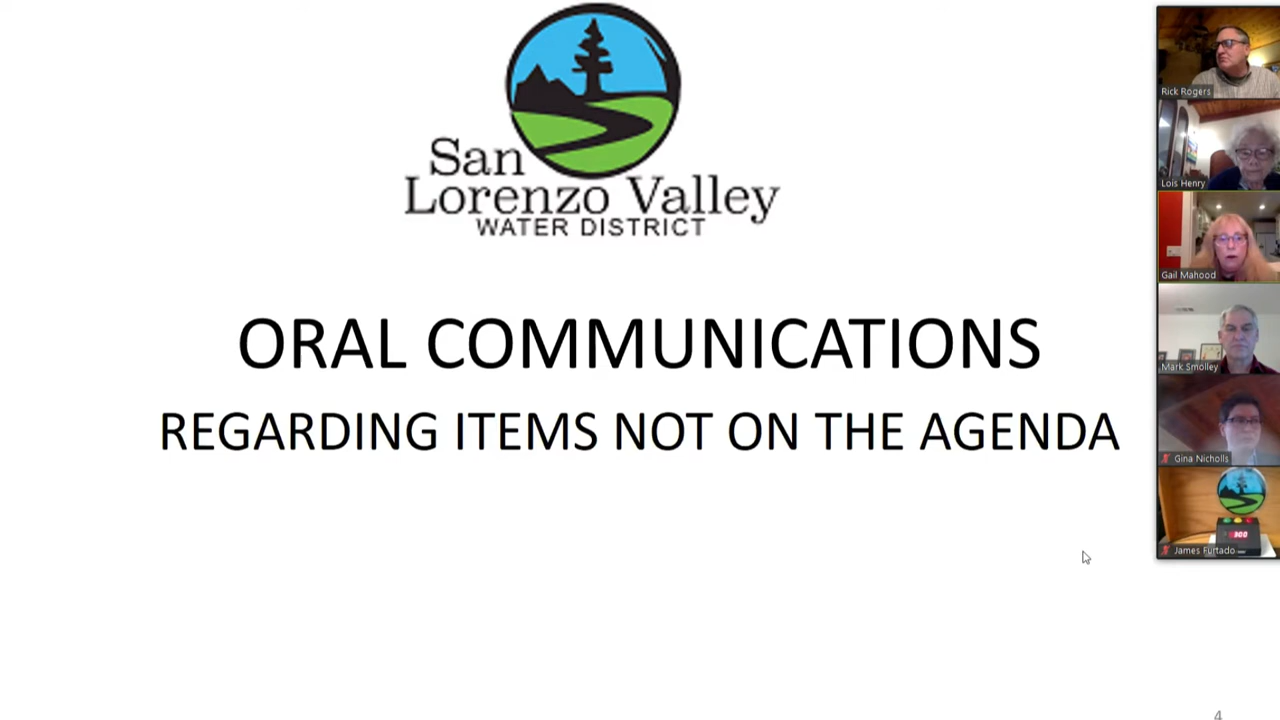 San
Lorenzo Valley
WATER DISTRICT
ORAL COMMUNICATIONS
REGARDING ITEMS NOT ON THE AGENDA
Rick Rogers
Lois Henry
Gail Mahood
Mark Smolley
Gina Nicholls
300
James Furtado
4